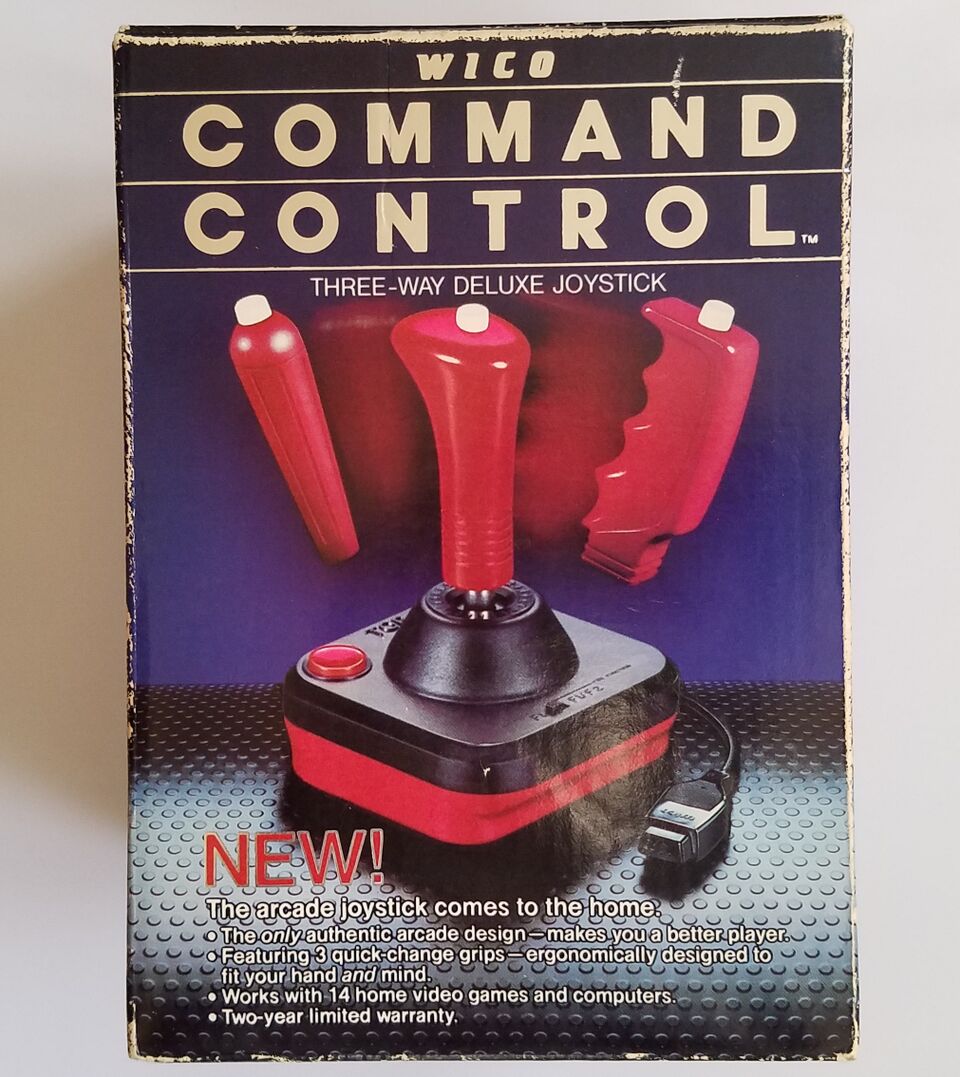 WICO
COMMAND
CONTROL™
THREE-WAY DELUXE JOYSTICK
NEW!
The arcade joystick comes to the home.
• The only authentic arcade design—makes you a better player.
• Featuring 3 quick-change grips—ergonomically designed to
fit your hand and mind.
• Works with 14 home video games and computers.
• Two-year limited warranty.